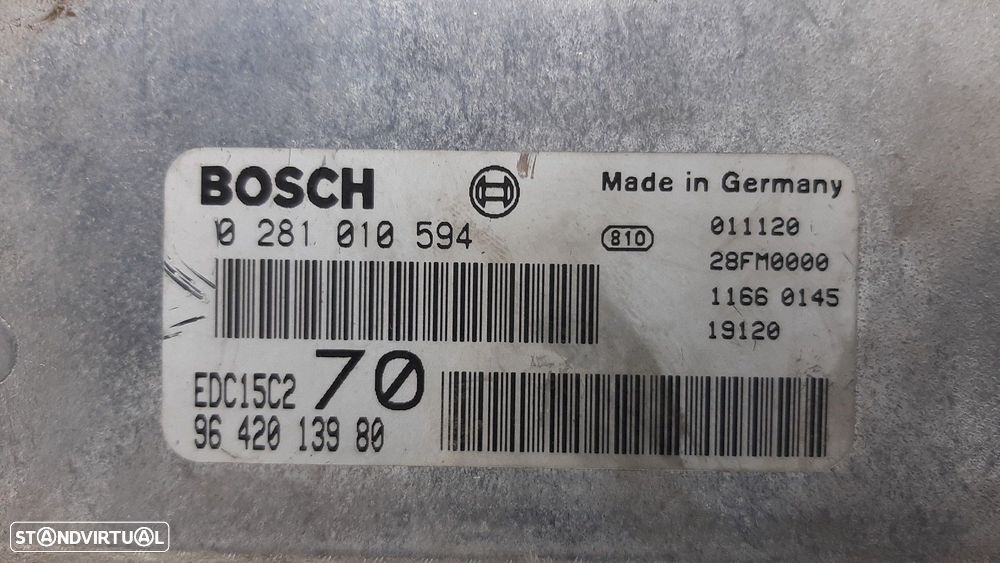 BOSCH
Made in Germany
0 281 010 594
810
011120
28FM0000
1166 0145
19120
EDC15C2
70
96 420 139 80
STANDVIRTUAL